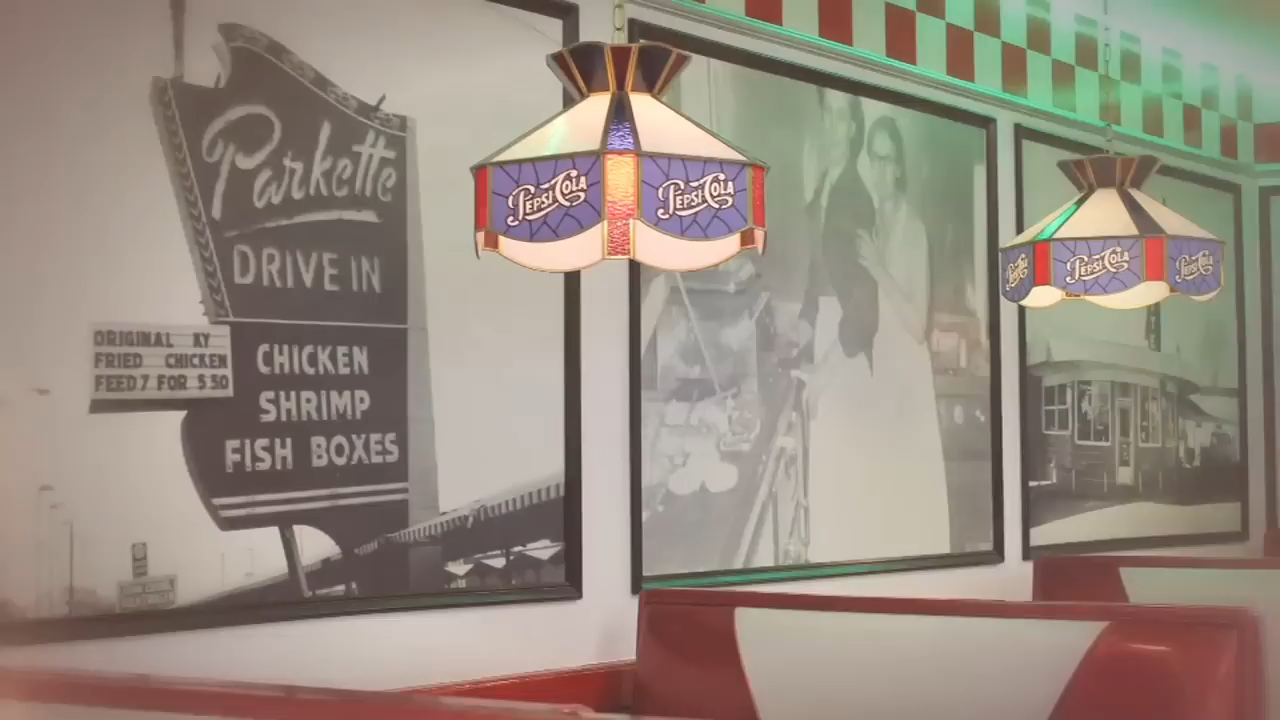 Parkette
DRIVE IN
ORIGINAL KY
FRIED CHICKEN
FEED 7 FOR $ 50
CHICKEN
SHRIMP
FISH BOXES
PEPSI-COLA
PEPSI-COLA
PEPSI-COLA
PEPSI-COLA
PEPSI-COLA